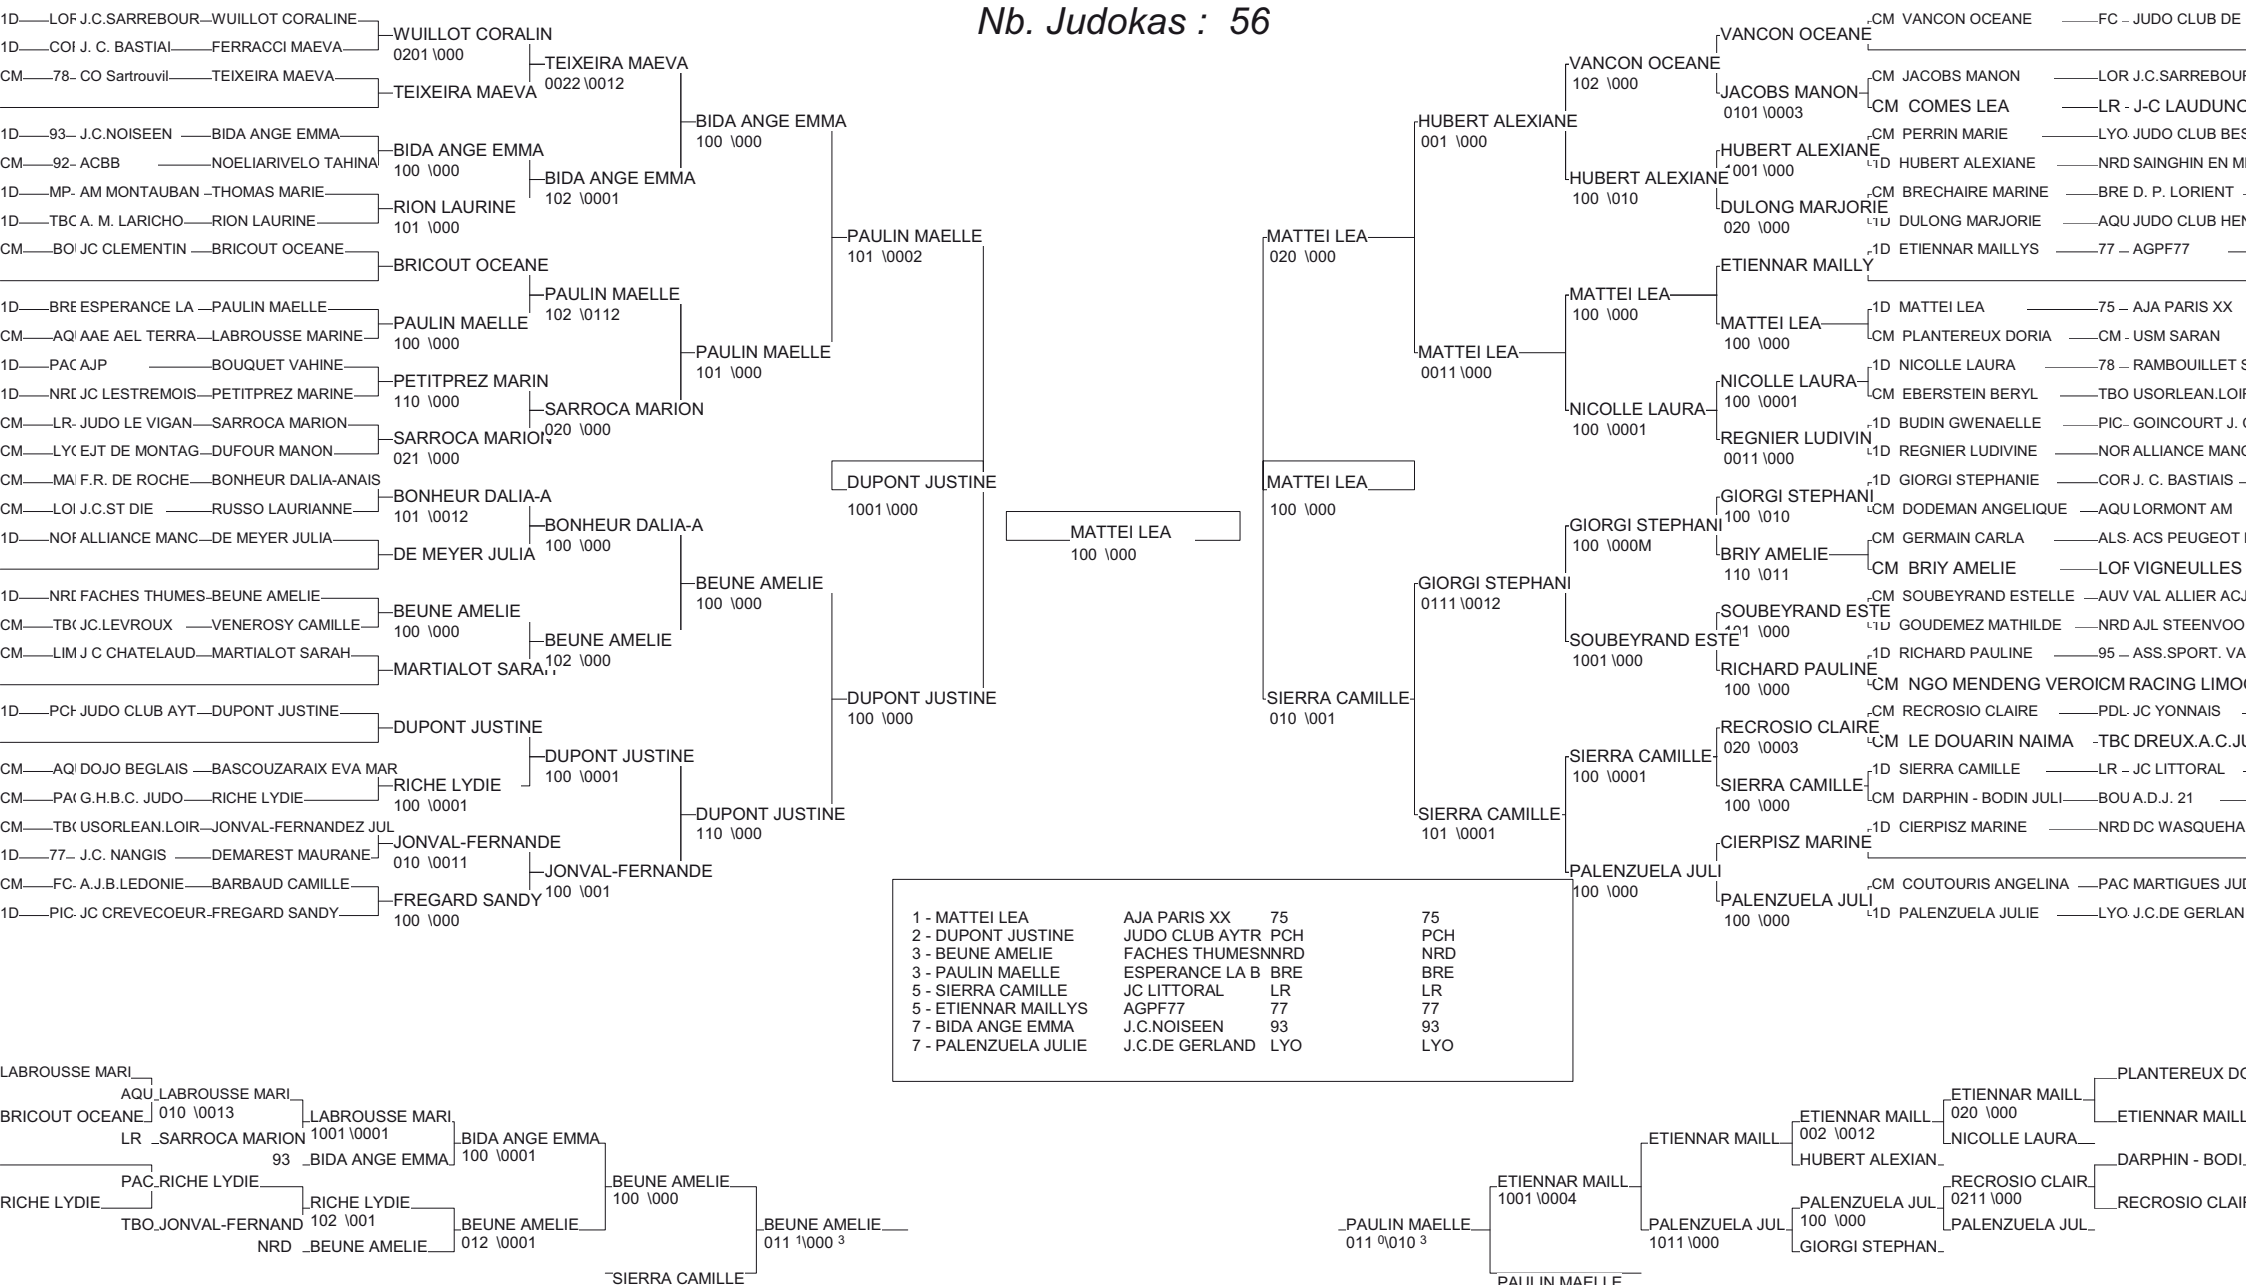 Nb. Judokas : 56
1D LOR J.C.SARREBOUR WUILLOT CORALINE
1D COR J. C. BASTIAI FERRACCI MAEVA
CM 78 CO Sartrouvil TEIXEIRA MAEVA
1D 93 J.C.NOISEEN BIDA ANGE EMMA
CM 92 ACBB NOELIARIVELO TAHINA
1D MP AM MONTAUBAN THOMAS MARIE
1D TBO A. M. LARICHO RION LAURINE
CM BOU JC CLEMENTIN BRICOUT OCEANE
1D BRE ESPERANCE LA PAULIN MAELLE
CM AQU AAE AEL TERRA LABROUSSE MARINE
1D PAC AJP BOUQUET VAHINE
1D NRD JC LESTREMOIS PETITPREZ MARINE
CM LR JUDO LE VIGAN SARROCA MARION
CM LYO EJT DE MONTAG DUFOUR MANON
CM MA F.R. DE ROCHE BONHEUR DALIA-ANAIS
CM LOR J.C.ST DIE RUSSO LAURIANNE
1D NOR ALLIANCE MANC DE MEYER JULIA
1D NRD FACHES THUMES BEUNE AMELIE
CM TBO JC.LEVROUX VENEROSY CAMILLE
CM LIM J C CHATELAUD MARTIALOT SARAH
1D PCH JUDO CLUB AYT DUPONT JUSTINE
CM AQU DOJO BEGLAIS BASCOUZARAIX EVA MAR
CM PAC G.H.B.C. JUDO RICHE LYDIE
CM TBO USORLEAN.LOIR JONVAL-FERNANDEZ JUL
1D 77 J.C. NANGIS DEMAREST MAURANE
CM FC A.J.B.LEDONIE BARBAUD CAMILLE
1D PIC JC CREVECOEUR FREGARD SANDY
WUILLOT CORALIN
0201 \000
TEIXEIRA MAEVA
BIDA ANGE EMMA
100 \000
RION LAURINE
101 \000
BRICOUT OCEANE
PAULIN MAELLE
100 \000
PETITPREZ MARIN
110 \000
SARROCA MARION
021 \000
BONHEUR DALIA-A
101 \0012
DE MEYER JULIA
BEUNE AMELIE
100 \000
MARTIALOT SARAH
DUPONT JUSTINE
RICHE LYDIE
100 \0001
JONVAL-FERNANDE
010 \0011
FREGARD SANDY
100 \000
TEIXEIRA MAEVA
0022 \0012
BIDA ANGE EMMA
102 \0001
PAULIN MAELLE
102 \0112
SARROCA MARION
020 \000
BONHEUR DALIA-A
100 \000
BEUNE AMELIE
102 \000
DUPONT JUSTINE
100 \0001
JONVAL-FERNANDE
100 \001
BIDA ANGE EMMA
100 \000
PAULIN MAELLE
101 \000
BEUNE AMELIE
100 \000
DUPONT JUSTINE
110 \000
PAULIN MAELLE
101 \0002
DUPONT JUSTINE
100 \000
DUPONT JUSTINE
1001 \000
MATTEI LEA
100 \000
MATTEI LEA
100 \000
MATTEI LEA
020 \000
SIERRA CAMILLE
010 \001
HUBERT ALEXIANE
001 \000
MATTEI LEA
0011 \000
GIORGI STEPHANI
0111 \0012
SIERRA CAMILLE
101 \0001
VANCON OCEANE
102 \000
HUBERT ALEXIANE
100 \010
MATTEI LEA
100 \000
NICOLLE LAURA
100 \0001
GIORGI STEPHANI
100 \000M
SOUBEYRAND ESTE
1001 \000
SIERRA CAMILLE
100 \0001
PALENZUELA JULI
100 \000
VANCON OCEANE
JACOBS MANON
0101 \0003
HUBERT ALEXIANE
1001 \000
DULONG MARJORIE
020 \000
ETIENNAR MAILLY
MATTEI LEA
100 \000
NICOLLE LAURA
100 \0001
REGNIER LUDIVIN
0011 \000
GIORGI STEPHANI
100 \010
BRIY AMELIE
110 \011
SOUBEYRAND ESTE
101 \000
RICHARD PAULINE
100 \000
RECROSIO CLAIRE
020 \0003
SIERRA CAMILLE
100 \000
CIERPISZ MARINE
PALENZUELA JULI
100 \000
CM VANCON OCEANE FC JUDO CLUB DE
CM JACOBS MANON LOR J.C.SARREBOUR
CM COMES LEA LR - J-C LAUDUNO
CM PERRIN MARIE LYO JUDO CLUB BES
1D HUBERT ALEXIANE NRD SAINGHIN EN ME
CM BRECHAIRE MARINE BRE D. P. LORIENT
1D DULONG MARJORIE AQU JUDO CLUB HEN
1D ETIENNAR MAILLYS 77 AGPF77
1D MATTEI LEA 75 AJA PARIS XX
CM PLANTEREUX DORIA CM USM SARAN
1D NICOLLE LAURA 78 RAMBOUILLET S
CM EBERSTEIN BERYL TBO USORLEAN.LOIR
1D BUDIN GWENAELLE PIC GOINCOURT J. C
1D REGNIER LUDIVINE NOR ALLIANCE MANC
1D GIORGI STEPHANIE COR J. C. BASTIAIS
CM DODEMAN ANGELIQUE AQU LORMONT AM
CM GERMAIN CARLA ALS ACS PEUGEOT
CM BRIY AMELIE LOR VIGNEULLES
CM SOUBEYRAND ESTELLE AUV VAL ALLIER ACJ
1D GOUDEMEZ MATHILDE NRD AJL STEENVOO
1D RICHARD PAULINE 95 ASS.SPORT. VA
CM NGO MENDENG VEROI CM RACING LIMOG
CM RECROSIO CLAIRE PDL JC YONNAIS
CM LE DOUARIN NAIMA TBO DREUX.A.C.JU
1D SIERRA CAMILLE LR JC LITTORAL
CM DARPHIN - BODIN JULI BOU A.D.J. 21
1D CIERPISZ MARINE NRD DC WASQUEHA
CM COUTOURIS ANGELINA PAC MARTIGUES JUD
1D PALENZUELA JULIE LYO J.C.DE GERLAN
1 - MATTEI LEA AJA PARIS XX 75 75
2 - DUPONT JUSTINE JUDO CLUB AYTR PCH PCH
3 - BEUNE AMELIE FACHES THUMESN NRD NRD
3 - PAULIN MAELLE ESPERANCE LA B BRE BRE
5 - SIERRA CAMILLE JC LITTORAL LR LR
5 - ETIENNAR MAILLYS AGPF77 77 77
7 - BIDA ANGE EMMA J.C.NOISEEN 93 93
7 - PALENZUELA JULIE J.C.DE GERLAND LYO LYO
LABROUSSE MARI
BRICOUT OCEANE
RICHE LYDIE
AQU LABROUSSE MARI
010 \0013
LR SARROCA MARION
93 BIDA ANGE EMMA
PAC RICHE LYDIE
TBO JONVAL-FERNAND
NRD BEUNE AMELIE
LABROUSSE MARI
1001 \0001
RICHE LYDIE
102 \001
BIDA ANGE EMMA
100 \0001
BEUNE AMELIE
012 \0001
BEUNE AMELIE
100 \000
SIERRA CAMILLE
BEUNE AMELIE
011 1\000 3
PAULIN MAELLE
011 0\010 3
ETIENNAR MAILL
1001 \0004
PAULIN MAELLE
ETIENNAR MAILL
PALENZUELA JUL
1011 \000
ETIENNAR MAILL
002 \0012
HUBERT ALEXIAN
PALENZUELA JUL
100 \000
GIORGI STEPHAN
ETIENNAR MAILL
020 \000
NICOLLE LAURA
RECROSIO CLAIR
0211 \000
PALENZUELA JUL
PLANTEREUX DO
ETIENNAR MAILL
DARPHIN - BODI
RECROSIO CLAIR